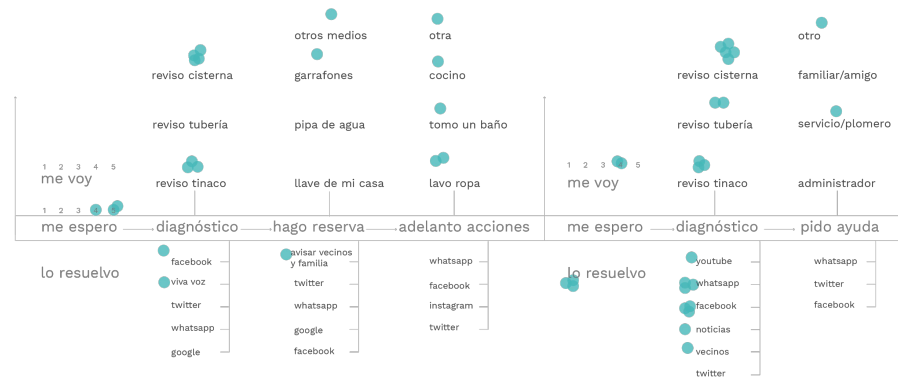 otros medios
otra
otro
reviso cisterna
garrafones
cocino
reviso cisterna
familiar/amigo
reviso tubería
pipa de agua
tomo un baño
reviso tubería
servicio/plomero
1 2 3 4 5
me voy
reviso tinaco
llave de mi casa
lavo ropa
1 2 3 4 5
me voy
reviso tinaco
administrador
1 2 3 4 5
me espero
diagnóstico
hago reserva
adelanto acciones
me espero
diagnóstico
pido ayuda
lo resuelvo
facebook
viva voz
twitter
whatsapp
google
avisar vecinos
y familia
twitter
whatsapp
google
facebook
whatsapp
facebook
instagram
twitter
lo resuelvo
youtube
whatsapp
facebook
noticias
vecinos
twitter
whatsapp
twitter
facebook